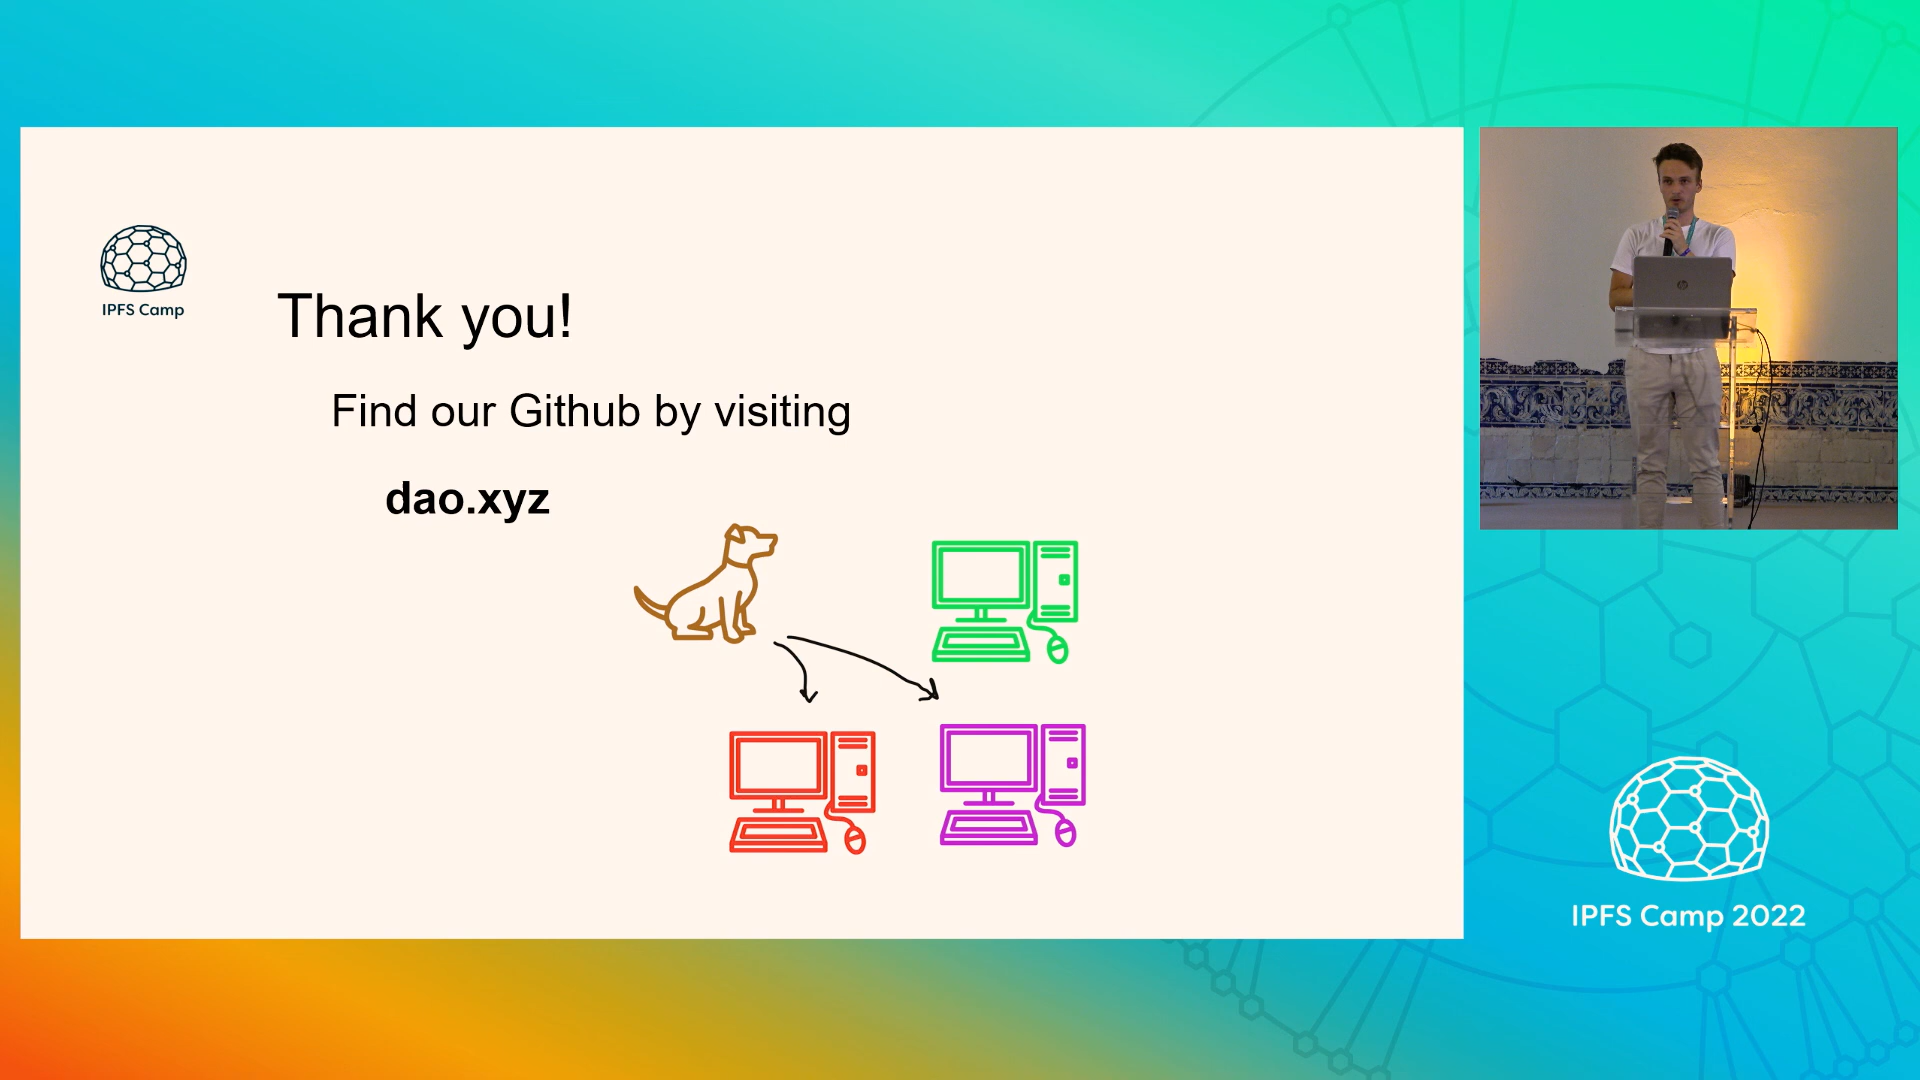 IPFS Camp
Thank you!
Find our Github by visiting
dao.xyz
IPFS Camp 2022